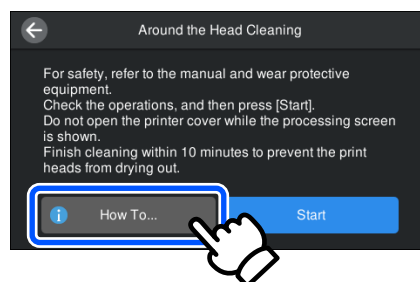 Around the Head Cleaning
For safety, refer to the manual and wear protective
equipment.
Check the operations, and then press [Start].
Do not open the printer cover while the processing screen
is shown.
Finish cleaning within 10 minutes to prevent the print
heads from drying out.
How To...
Start